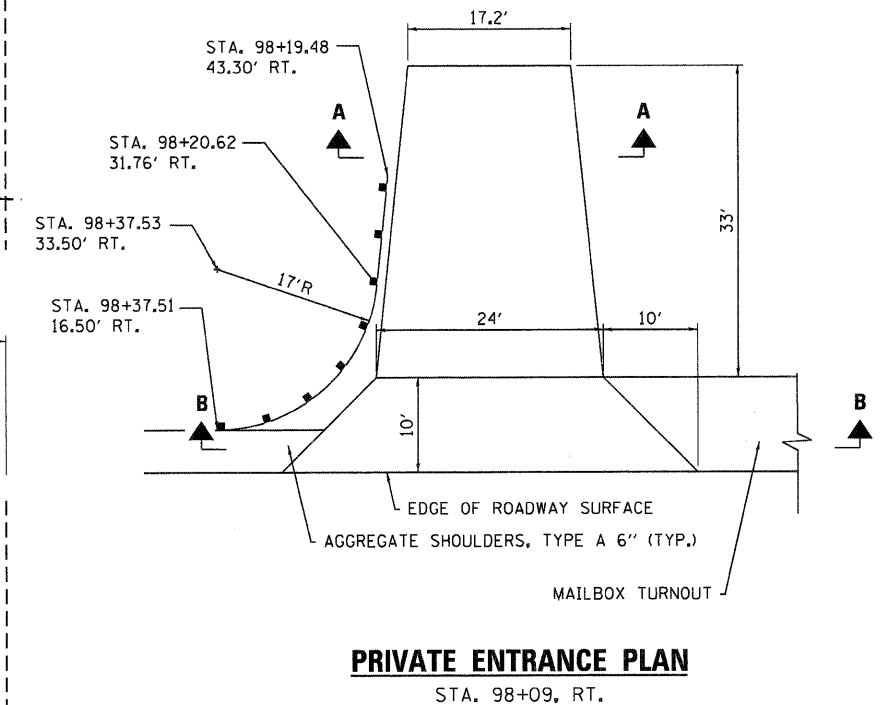 17.2'
STA. 98+19.48
43.30' RT.
A
A
STA. 98+20.62
31.76' RT.
33'
STA. 98+37.53
33.50' RT.
17'R
STA. 98+37.51
16.50' RT.
24'
10'
B
10'
B
EDGE OF ROADWAY SURFACE
AGGREGATE SHOULDERS, TYPE A 6" (TYP.)
MAILBOX TURNOUT
PRIVATE ENTRANCE PLAN
STA. 98+09, RT.